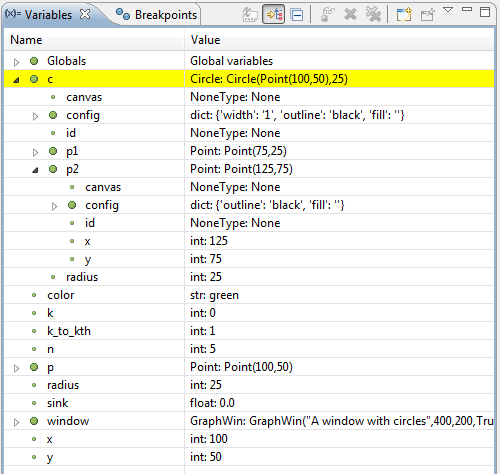 (x)= Variables Breakpoints
Name Value
Globals Global variables
c Circle: Circle(Point(100,50),25)
canvas NoneType: None
config dict: {'width': '1', 'outline': 'black', 'fill': ''}
id NoneType: None
p1 Point: Point(75,25)
p2 Point: Point(125,75)
canvas NoneType: None
config dict: {'outline': 'black', 'fill': ''}
id NoneType: None
x int: 125
y int: 75
radius int: 25
color str: green
k int: 0
k_to_kth int: 1
n int: 5
p Point: Point(100,50)
radius int: 25
sink float: 0.0
window GraphWin: GraphWin("A window with circles",400,200,Tru
x int: 100
y int: 50